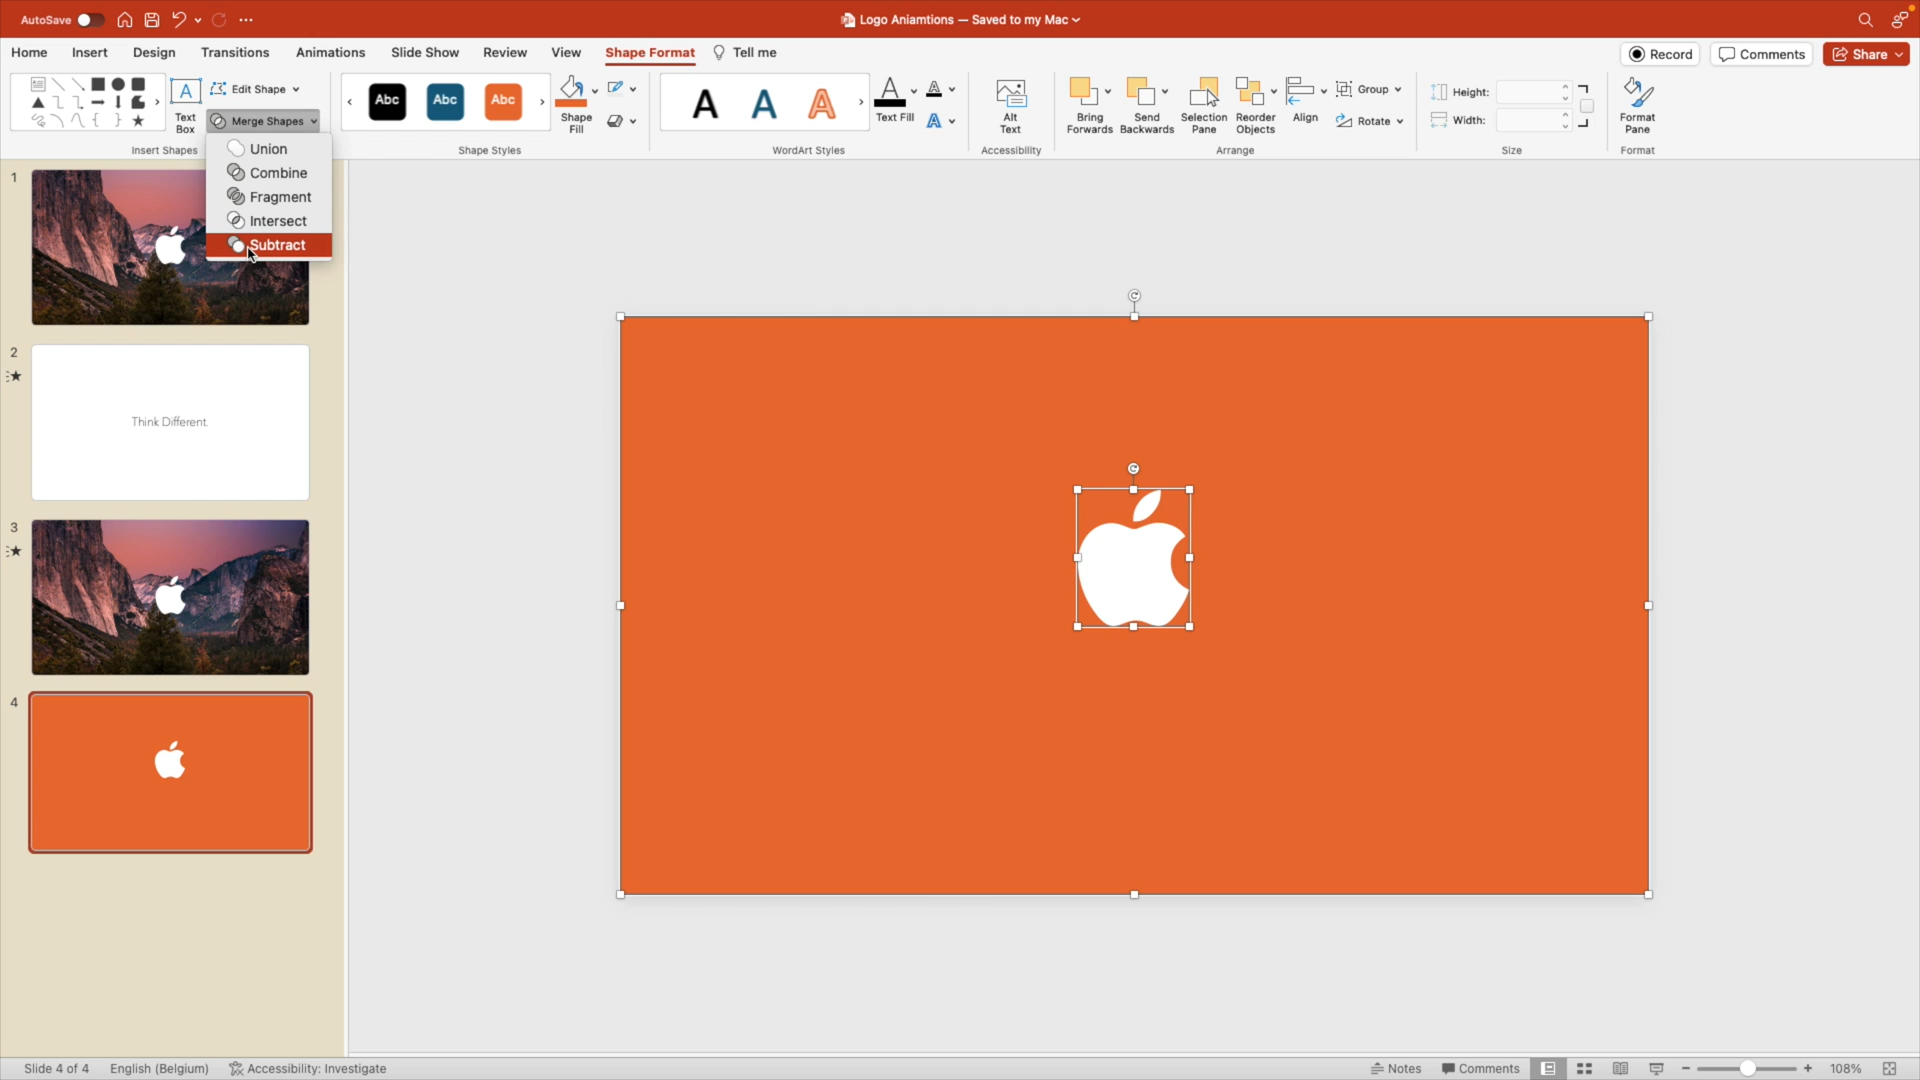 AutoSave
Logo Aniamtions — Saved to my Mac
Home Insert Design Transitions Animations Slide Show Review View Shape Format Tell me
Record Comments Share
Text Box
Edit Shape
Merge Shapes
Insert Shapes
Union
Combine
Fragment
Intersect
Subtract
Abc Abc Abc
Shape Fill
Shape Styles
A A A
Text Fill
WordArt Styles
Alt Text
Accessibility
Bring Forwards
Send Backwards
Selection Pane
Reorder Objects
Align
Group
Rotate
Arrange
Height:
Width:
Size
Format Pane
Format
1
2
Think Different.
3
4
Slide 4 of 4 English (Belgium) Accessibility: Investigate
Notes Comments 108%